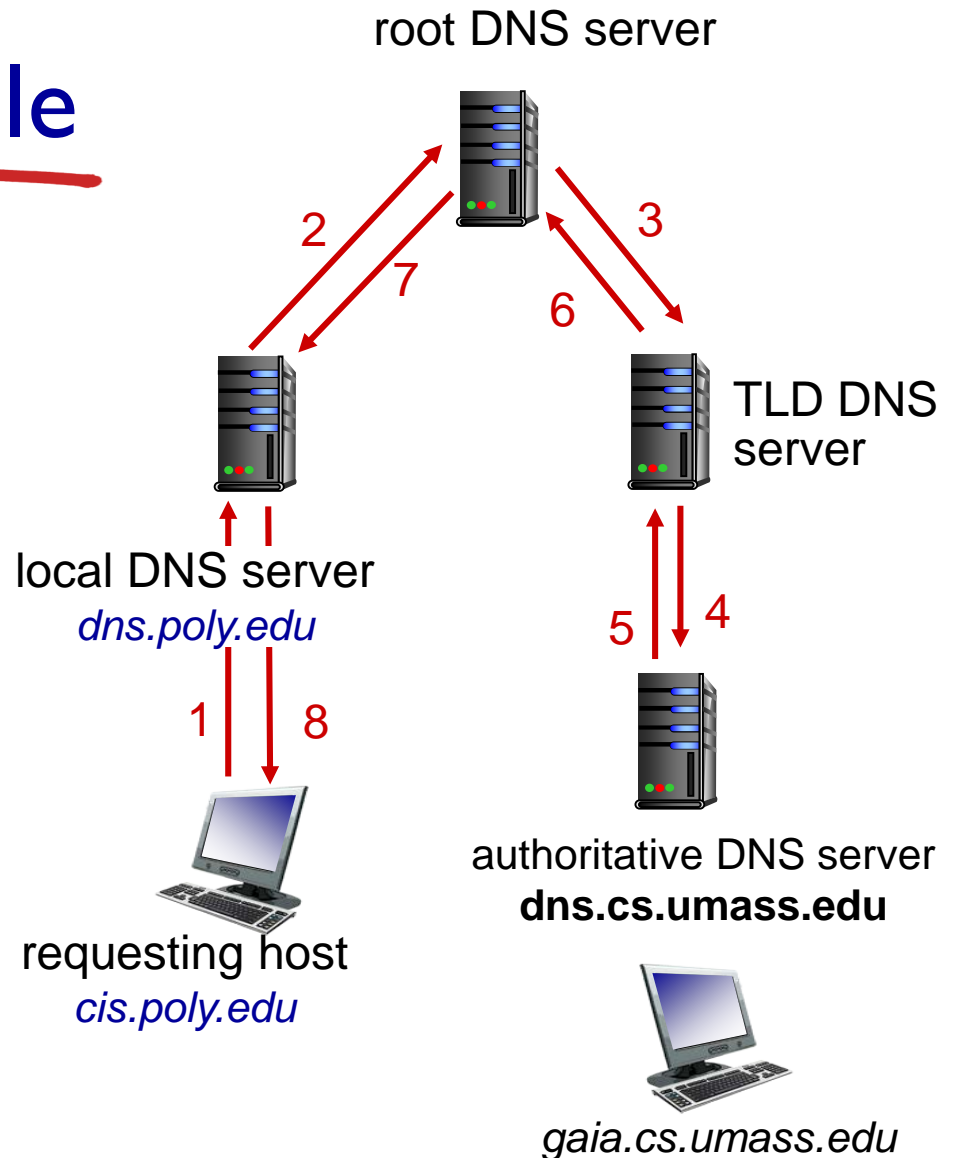 root DNS server
le
2
7
3
6
TLD DNS
server
local DNS server
dns.poly.edu
5
4
1
8
requesting host
cis.poly.edu
authoritative DNS server
dns.cs.umass.edu
gaia.cs.umass.edu